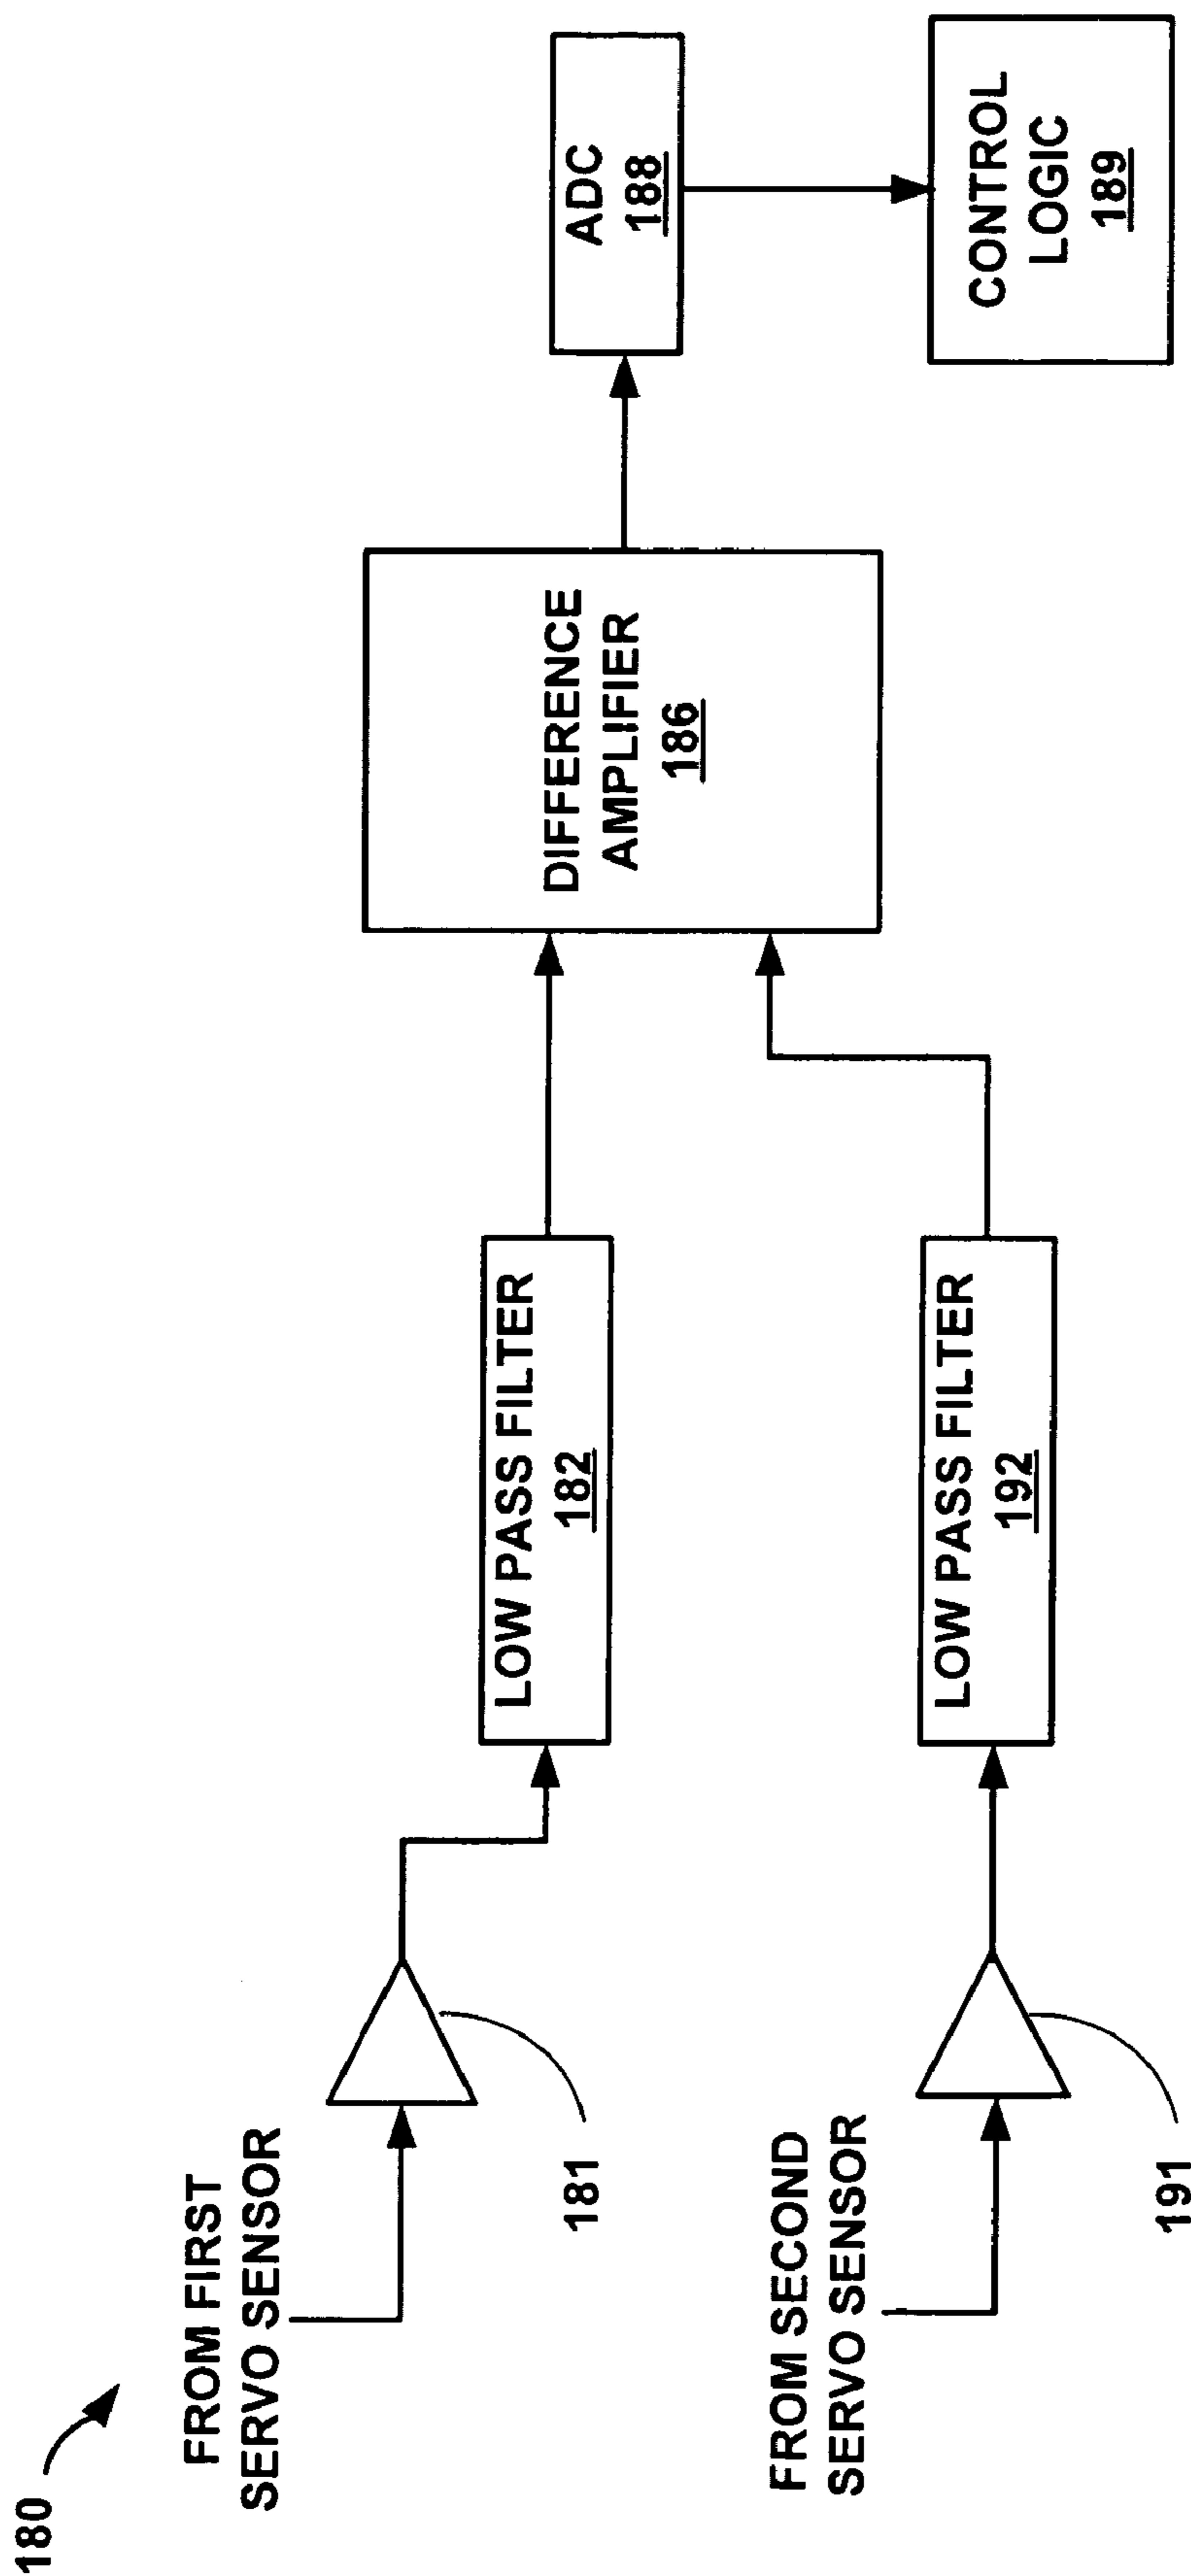 180
FROM FIRST
SERVO SENSOR
181
LOW PASS FILTER
182
FROM SECOND
SERVO SENSOR
191
LOW PASS FILTER
192
DIFFERENCE
AMPLIFIER
186
ADC
188
CONTROL
LOGIC
189